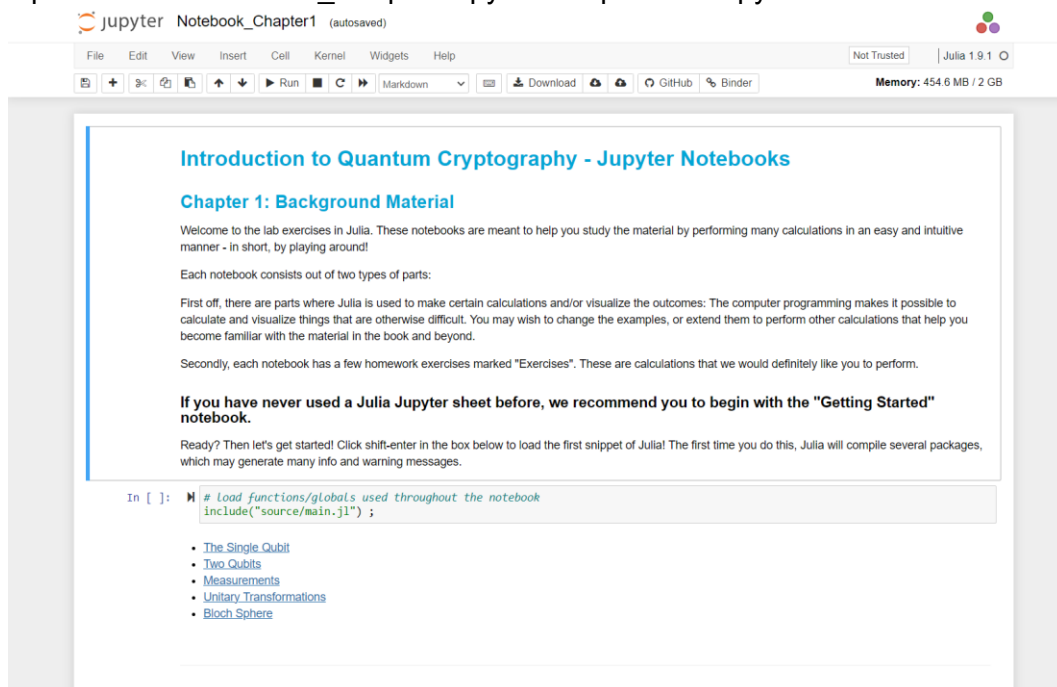 jupyter Notebook_Chapter1 (autosaved)
File Edit View Insert Cell Kernel Widgets Help Not Trusted Julia 1.9.1
Run Markdown Download GitHub Binder Memory: 454.6 MB / 2 GB
Introduction to Quantum Cryptography - Jupyter Notebooks
Chapter 1: Background Material
Welcome to the lab exercises in Julia. These notebooks are meant to help you study the material by performing many calculations in an easy and intuitive
manner - in short, by playing around!
Each notebook consists out of two types of parts:
First off, there are parts where Julia is used to make certain calculations and/or visualize the outcomes: The computer programming makes it possible to
calculate and visualize things that are otherwise difficult. You may wish to change the examples, or extend them to perform other calculations that help you
become familiar with the material in the book and beyond.
Secondly, each notebook has a few homework exercises marked "Exercises". These are calculations that we would definitely like you to perform.
If you have never used a Julia Jupyter sheet before, we recommend you to begin with the "Getting Started"
notebook.
Ready? Then let's get started! Click shift-enter in the box below to load the first snippet of Julia! The first time you do this, Julia will compile several packages,
which may generate many info and warning messages.
In [ ]: # load functions/globals used throughout the notebook
include("source/main.jl") ;
• The Single Qubit
• Two Qubits
• Measurements
• Unitary Transformations
• Bloch Sphere